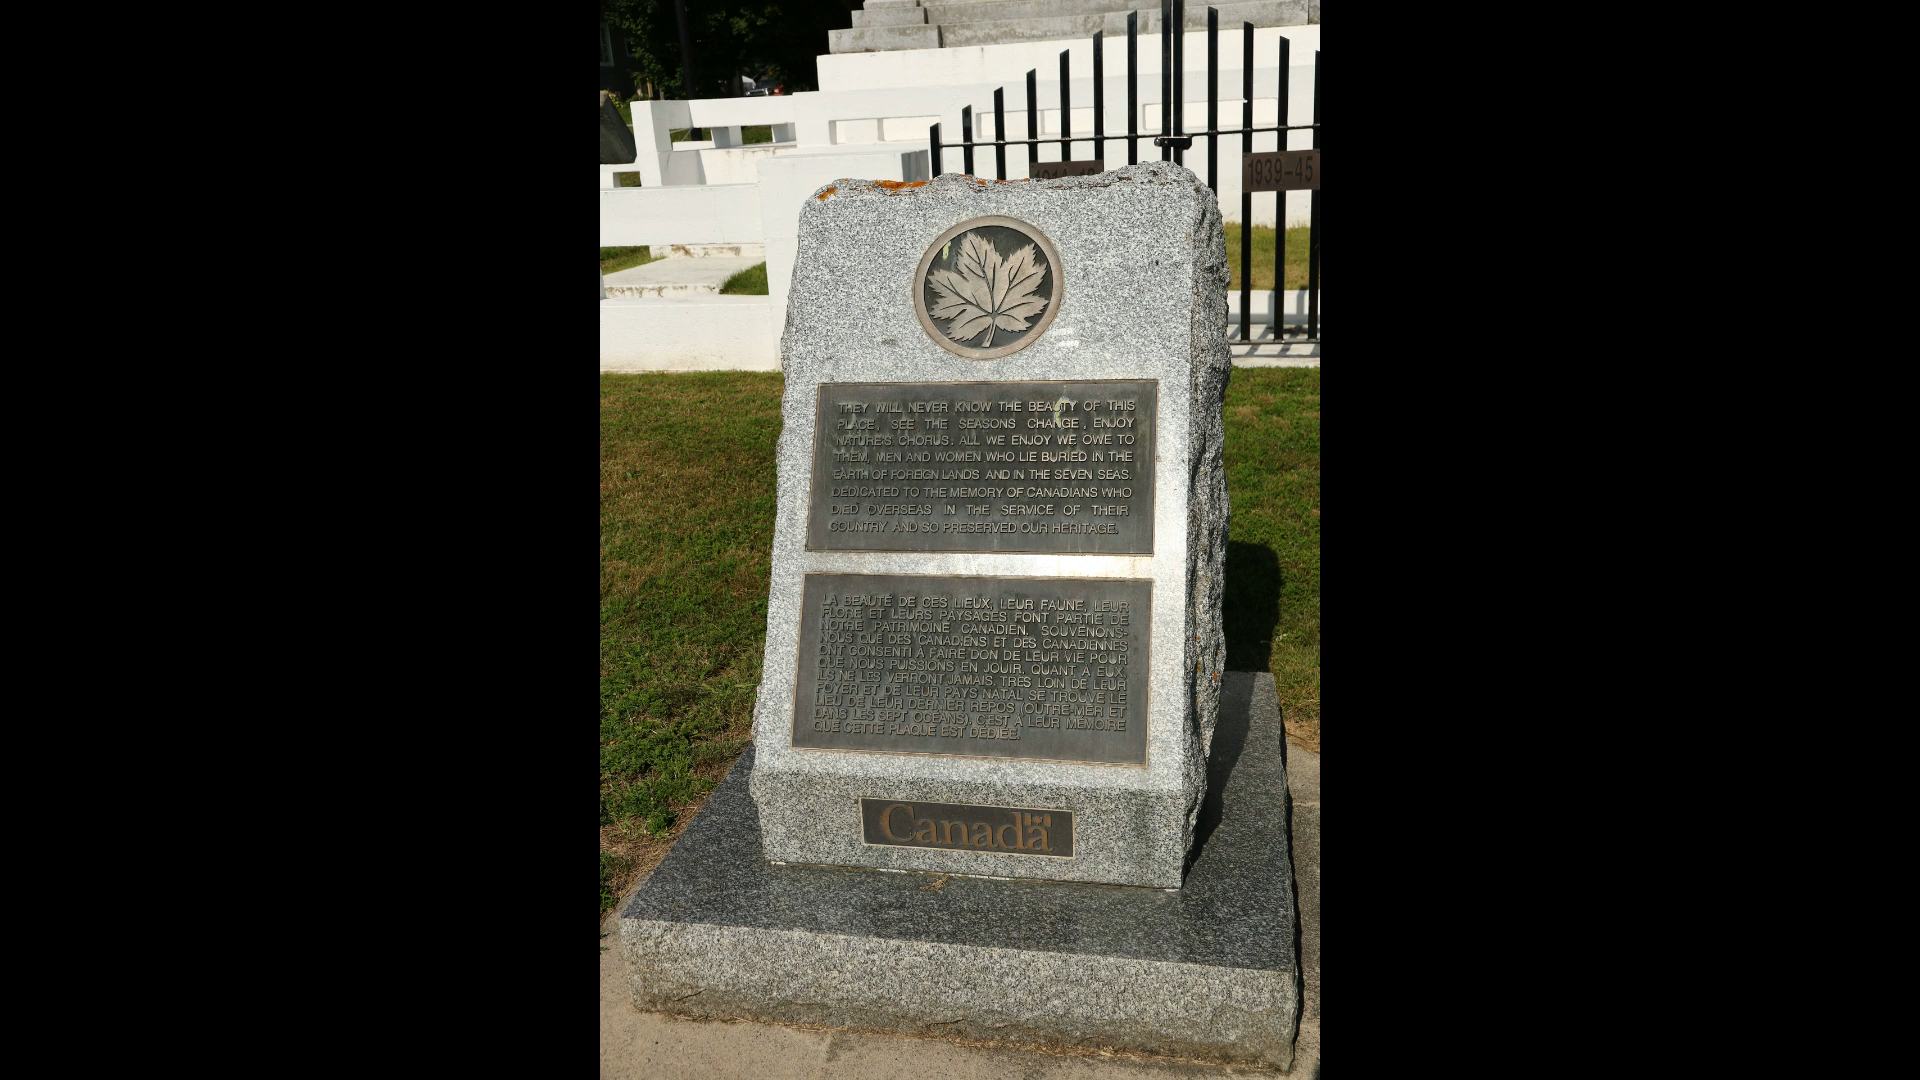 1939-45
THEY WILL NEVER KNOW THE BEAUTY OF THIS
PLACE, SEE THE SEASONS CHANGE, ENJOY
NATURE'S CHORUS. ALL WE ENJOY WE OWE TO
THEM, MEN AND WOMEN WHO LIE BURIED IN THE
EARTH OF FOREIGN LANDS AND IN THE SEVEN SEAS.
DEDICATED TO THE MEMORY OF CANADIANS WHO
DIED OVERSEAS IN THE SERVICE OF THEIR
COUNTRY AND SO PRESERVED OUR HERITAGE.
LA BEAUTÉ DE CES LIEUX, LEUR FAUNE, LEUR
FLORE ET LEURS PAYSAGES FONT PARTIE DE
NOTRE PATRIMOINE CANADIEN. SOUVENONS-
NOUS QUE DES CANADIENS ET DES CANADIENNES
ONT CONSENTI À FAIRE DON DE LEUR VIE POUR
QUE NOUS PUISSIONS EN JOUIR. QUANT À EUX,
ILS NE LES VERRONT JAMAIS. TRÈS LOIN DE LEUR
FOYER ET DE LEUR PAYS NATAL SE TROUVE LE
LIEU DE LEUR DERNIER REPOS (OUTRE-MER ET
DANS LES SEPT OCÉANS). C'EST À LEUR MÉMOIRE
QUE CETTE PLAQUE EST DÉDIÉE.
Canada